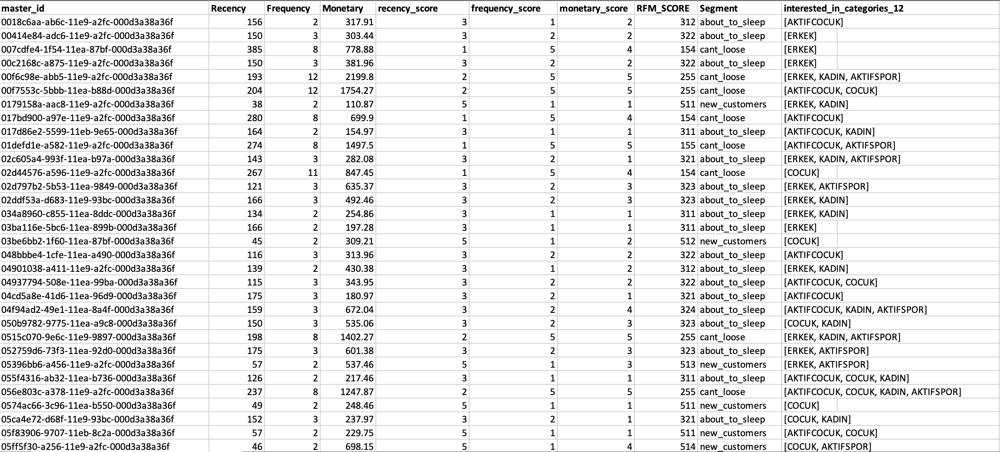 master_id Recency Frequency Monetary recency_score frequency_score monetary_score RFM_SCORE Segment interested_in_categories_12
0018c6aa-ab6c-11e9-a2fc-000d3a38a36f 156 2 317.91 3 1 2 312 about_to_sleep [AKTIFCOCUK]
00414e84-adc6-11e9-a2fc-000d3a38a36f 150 3 303.44 3 2 2 322 about_to_sleep [ERKEK]
007cdfe4-1f54-11ea-87bf-000d3a38a36f 385 8 778.88 1 5 4 154 cant_loose [ERKEK]
00c2168c-a875-11e9-a2fc-000d3a38a36f 150 3 381.96 3 2 2 322 about_to_sleep [ERKEK]
00f6c98e-abb5-11e9-a2fc-000d3a38a36f 193 12 2199.8 2 5 5 255 cant_loose [ERKEK, KADIN, AKTIFSPOR]
00f7553c-5bbb-11ea-b88d-000d3a38a36f 204 12 1754.27 2 5 5 255 cant_loose [AKTIFCOCUK, COCUK]
0179158a-aac8-11e9-a2fc-000d3a38a36f 38 2 110.87 5 1 1 511 new_customers [ERKEK, KADIN]
017bd900-a97e-11e9-a2fc-000d3a38a36f 280 8 699.9 1 5 4 154 cant_loose [AKTIFCOCUK]
017d86e2-5599-11eb-9e65-000d3a38a36f 164 2 154.97 3 1 1 311 about_to_sleep [AKTIFCOCUK, KADIN]
01defd1e-a582-11e9-a2fc-000d3a38a36f 274 8 1497.5 1 5 5 155 cant_loose [AKTIFCOCUK, AKTIFSPOR]
02c605a4-993f-11ea-b97a-000d3a38a36f 143 3 282.08 3 2 1 321 about_to_sleep [ERKEK, KADIN, AKTIFSPOR]
02d44576-a596-11e9-a2fc-000d3a38a36f 267 11 847.45 1 5 4 154 cant_loose [COCUK]
02d797b2-5b53-11ea-9849-000d3a38a36f 121 3 635.37 3 2 3 323 about_to_sleep [ERKEK, AKTIFSPOR]
02ddf53a-d683-11e9-93bc-000d3a38a36f 166 3 492.46 3 2 3 323 about_to_sleep [ERKEK, KADIN]
034a8960-c855-11ea-8ddc-000d3a38a36f 134 2 254.86 3 1 1 311 about_to_sleep [ERKEK, KADIN]
03ba116e-5bc6-11ea-899b-000d3a38a36f 166 2 197.28 3 1 1 311 about_to_sleep [ERKEK]
03be6bb2-1f60-11ea-87bf-000d3a38a36f 45 2 309.21 5 1 2 512 new_customers [COCUK]
048bbbe4-1cfe-11ea-a490-000d3a38a36f 116 3 313.96 3 2 2 322 about_to_sleep [AKTIFCOCUK]
04901038-a411-11e9-a2fc-000d3a38a36f 139 2 430.38 3 1 2 312 about_to_sleep [ERKEK, KADIN]
04937794-508e-11ea-99ba-000d3a38a36f 115 3 343.95 3 2 2 322 about_to_sleep [AKTIFCOCUK, COCUK]
04cd5a8e-41d6-11ea-96d9-000d3a38a36f 175 3 180.97 3 2 1 321 about_to_sleep [AKTIFCOCUK]
04f94ad2-49e1-11ea-8a4f-000d3a38a36f 159 3 672.04 3 2 4 324 about_to_sleep [AKTIFCOCUK, KADIN, AKTIFSPOR]
050b9782-9775-11ea-a9c8-000d3a38a36f 150 3 535.06 3 2 3 323 about_to_sleep [COCUK, KADIN]
0515c070-9e6c-11e9-9897-000d3a38a36f 198 8 1402.27 2 5 5 255 cant_loose [ERKEK, KADIN, AKTIFSPOR]
052759d6-73f3-11ea-92d0-000d3a38a36f 175 3 601.38 3 2 3 323 about_to_sleep [ERKEK, AKTIFSPOR]
05396bb6-a456-11e9-a2fc-000d3a38a36f 57 2 537.46 5 1 3 513 new_customers [ERKEK, AKTIFSPOR]
055f4316-ab32-11ea-b736-000d3a38a36f 126 2 217.46 3 1 1 311 about_to_sleep [AKTIFCOCUK, COCUK, KADIN]
056e803c-a378-11e9-a2fc-000d3a38a36f 237 8 1247.87 2 5 5 255 cant_loose [AKTIFCOCUK, COCUK, KADIN, AKTIFSPOR]
0574ac66-3c96-11ea-b550-000d3a38a36f 49 2 248.46 5 1 1 511 new_customers [COCUK]
05ca4e72-d68f-11e9-93bc-000d3a38a36f 152 3 237.97 3 2 1 321 about_to_sleep [COCUK, KADIN]
05f83906-9707-11eb-8c2a-000d3a38a36f 57 2 229.75 5 1 1 511 new_customers [AKTIFCOCUK, COCUK]
05ff5f30-a256-11e9-a2fc-000d3a38a36f 46 2 698.15 5 1 4 514 new_customers [COCUK, AKTIFSPOR]